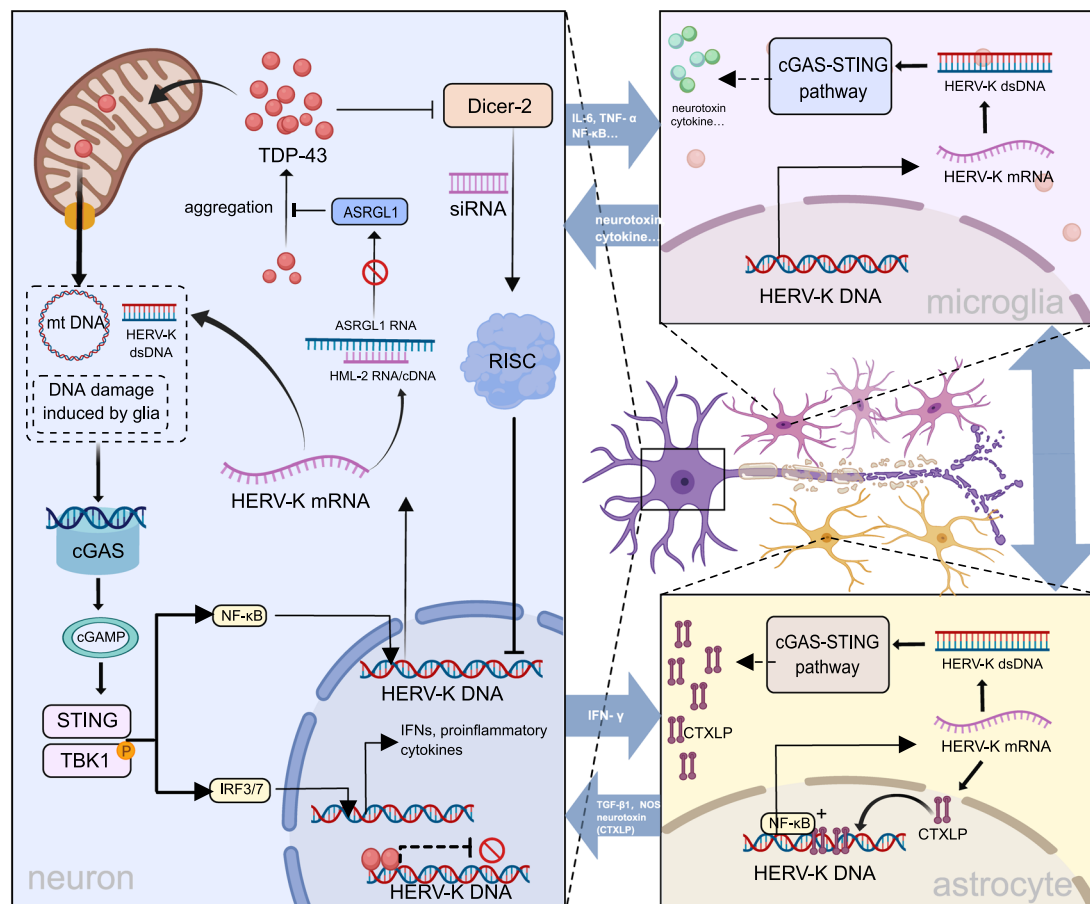 TDP-43
Dicer-2
aggregation
ASRGL1
siRNA
mt DNA
HERV-K
dsDNA
DNA damage
induced by glia
ASRGL1 RNA
HML-2 RNA/cDNA
RISC
HERV-K mRNA
cGAS
cGAMP
STING
TBK1
P
NF-κB
HERV-K DNA
IFNs, proinflammatory
cytokines
IRF3/7
HERV-K DNA
neuron
IL-6, TNF- α
NF-κB...
neurotoxin
cytokine...
IFN- γ
TGF-β1, NOS
neurotoxin
(CTXLP)
neurotoxin
cytokine...
cGAS-STING
pathway
HERV-K dsDNA
HERV-K mRNA
HERV-K DNA
microglia
cGAS-STING
pathway
HERV-K dsDNA
CTXLP
HERV-K mRNA
NF-κB
+
CTXLP
HERV-K DNA
astrocyte